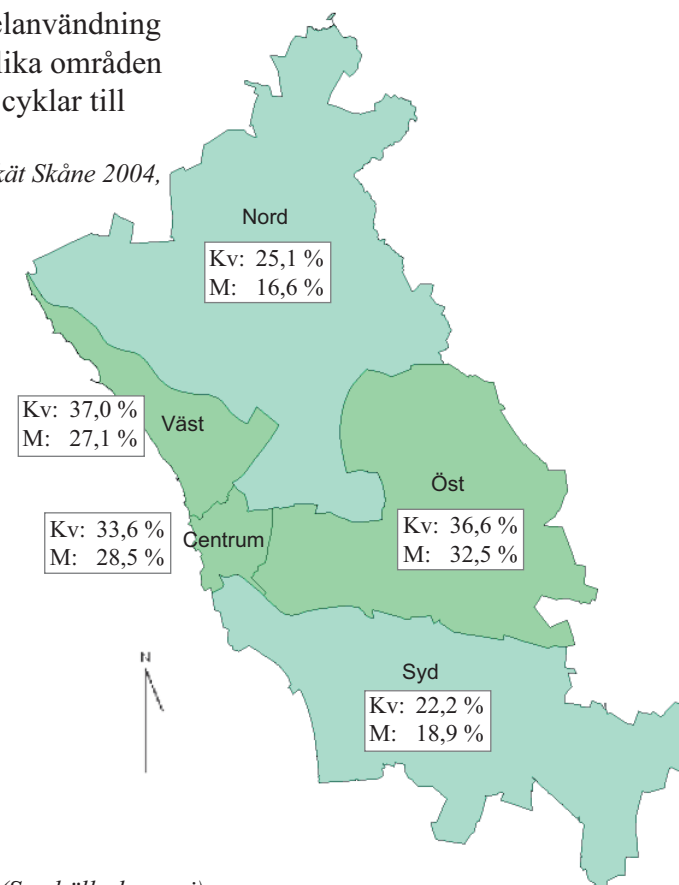 elanvändning
lika områden
cyklar till
kät Skåne 2004,
Nord
Kv: 25,1 %
M: 16,6 %
Kv: 37,0 %
M: 27,1 %
Väst
Öst
Kv: 36,6 %
M: 32,5 %
Kv: 33,6 %
M: 28,5 %
Centrum
N
Syd
Kv: 22,2 %
M: 18,9 %